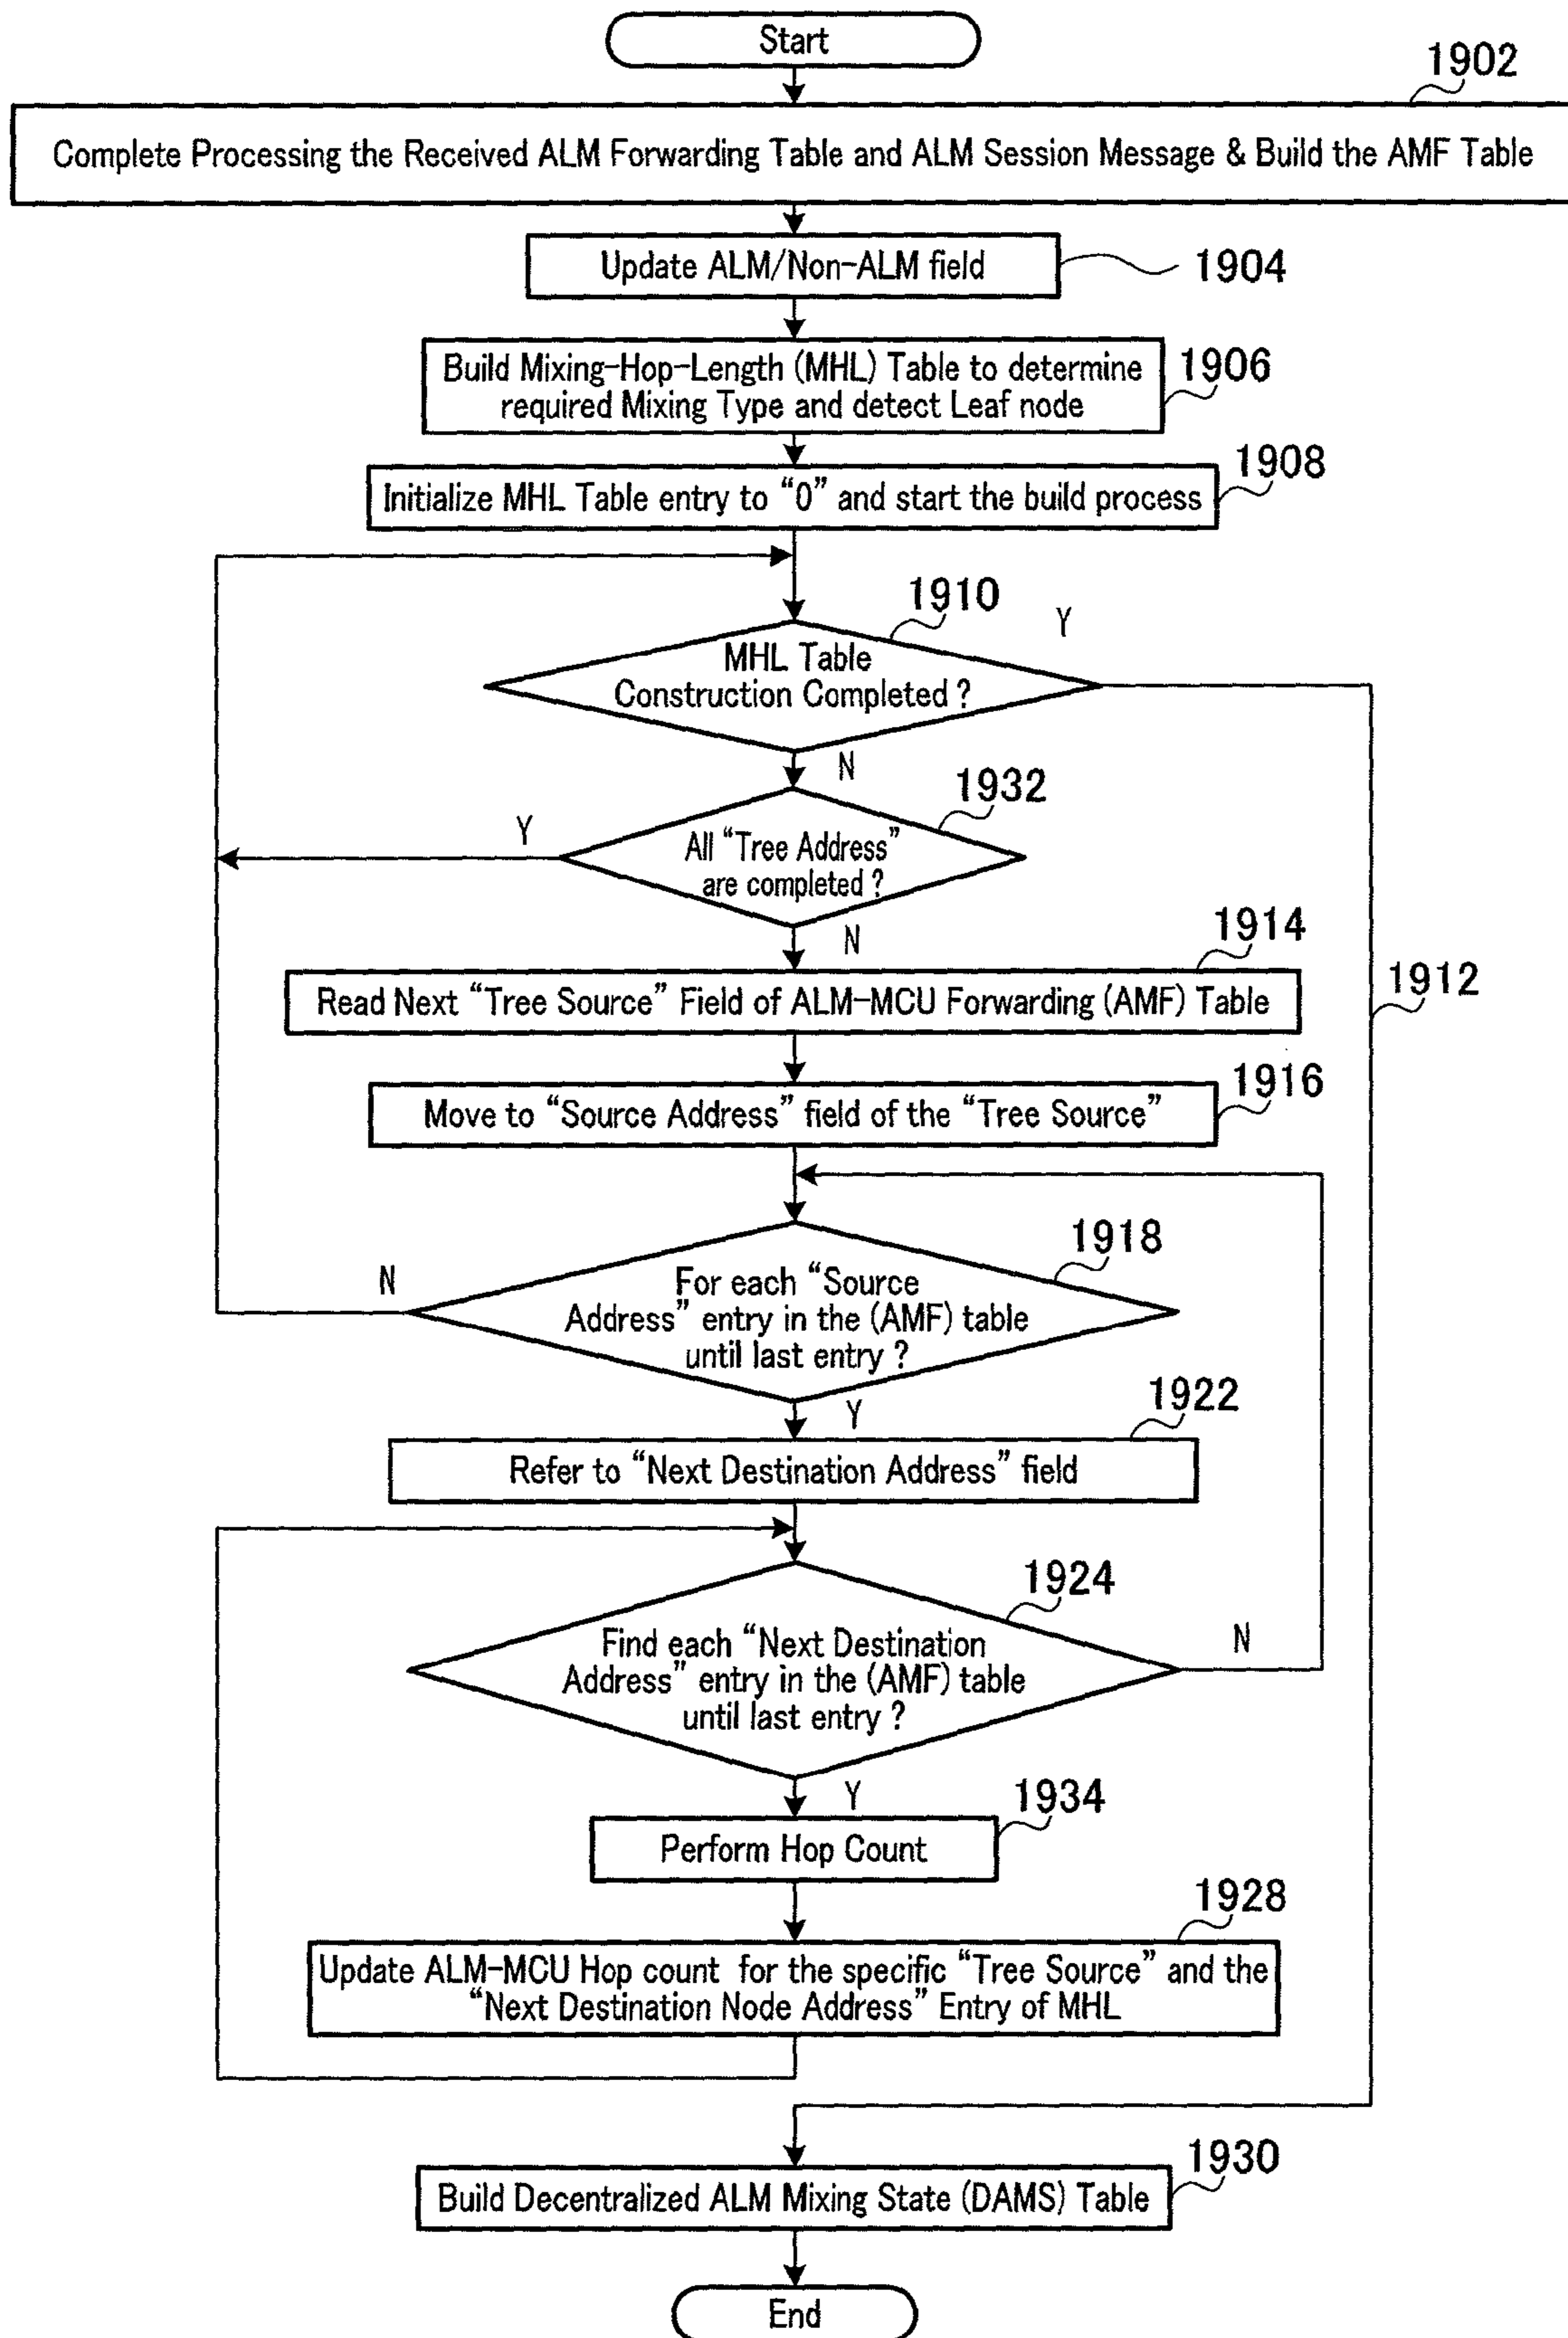 Start
1902
Complete Processing the Received ALM Forwarding Table and ALM Session Message & Build the AMF Table
Update ALM/Non-ALM field
1904
Build Mixing-Hop-Length (MHL) Table to determine
required Mixing Type and detect Leaf node
1906
1908
Initialize MHL Table entry to “0” and start the build process
1910
Y
MHL Table
Construction Completed ?
N
1932
Y
All “Tree Address”
are completed ?
N
1914
Read Next “Tree Source” Field of ALM-MCU Forwarding (AMF) Table
1912
1916
Move to “Source Address” field of the “Tree Source”
1918
N
For each “Source
Address” entry in the (AMF) table
until last entry ?
Y
1922
Refer to “Next Destination Address” field
1924
Find each “Next Destination
Address” entry in the (AMF) table
until last entry ?
N
Y
1934
Perform Hop Count
1928
Update ALM-MCU Hop count for the specific “Tree Source” and the
“Next Destination Node Address” Entry of MHL
1930
Build Decentralized ALM Mixing State (DAMS) Table
End